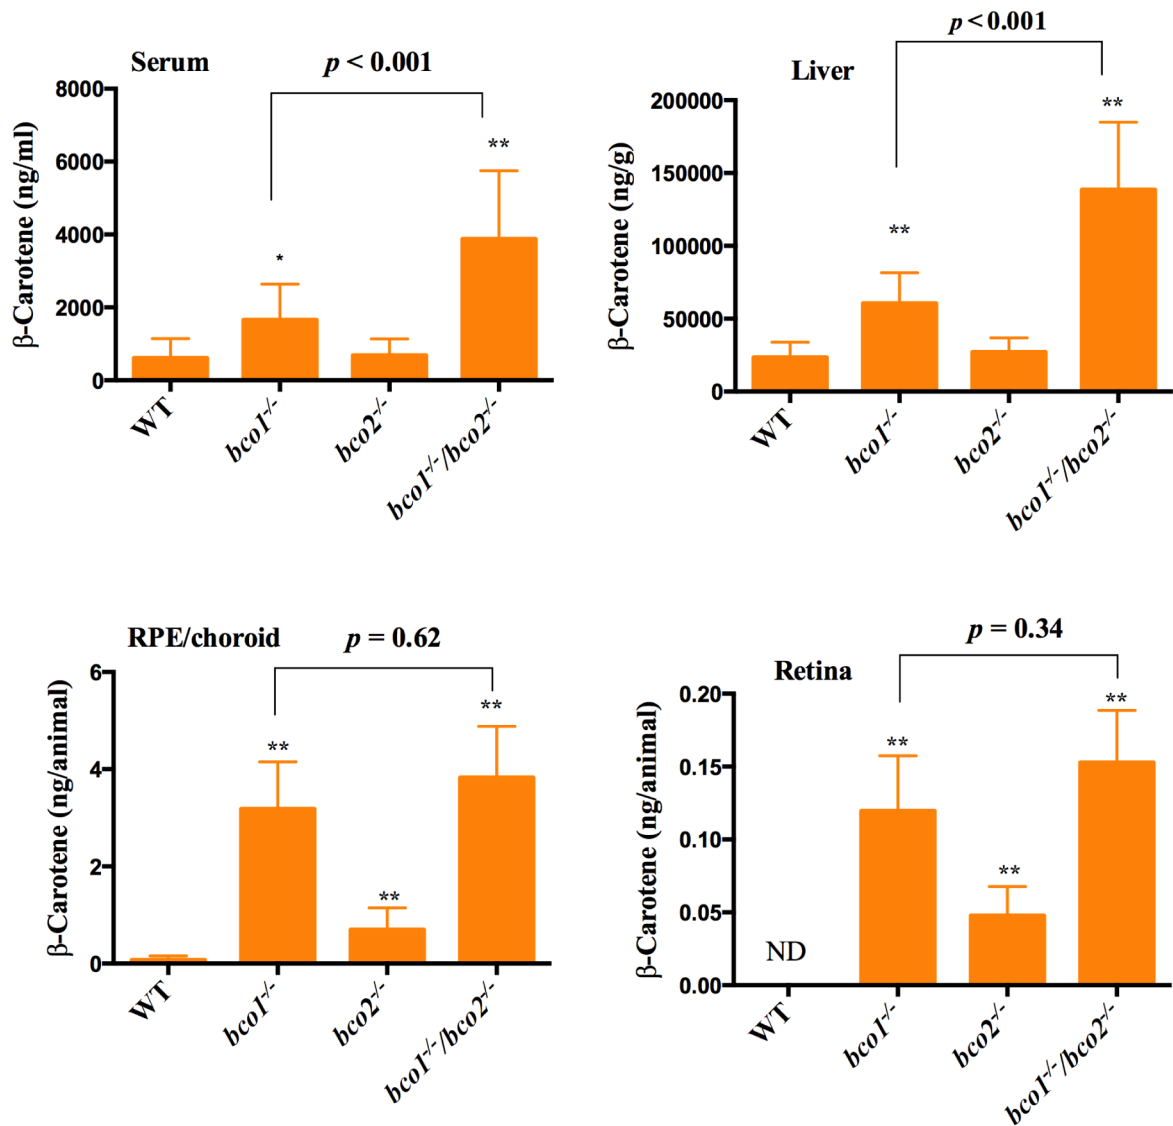 Serum
p < 0.001
β-Carotene (ng/ml)
8000
6000
4000
2000
0
*
**
WT
bco1-/-
bco2-/-
bco1-/-/bco2-/-
Liver
p < 0.001
β-Carotene (ng/g)
200000
150000
100000
50000
0
**
**
WT
bco1-/-
bco2-/-
bco1-/-/bco2-/-
RPE/choroid
p = 0.62
β-Carotene (ng/animal)
6
4
2
0
**
**
**
WT
bco1-/-
bco2-/-
bco1-/-/bco2-/-
Retina
p = 0.34
β-Carotene (ng/animal)
0.20
0.15
0.10
0.05
0.00
ND
**
**
**
WT
bco1-/-
bco2-/-
bco1-/-/bco2-/-